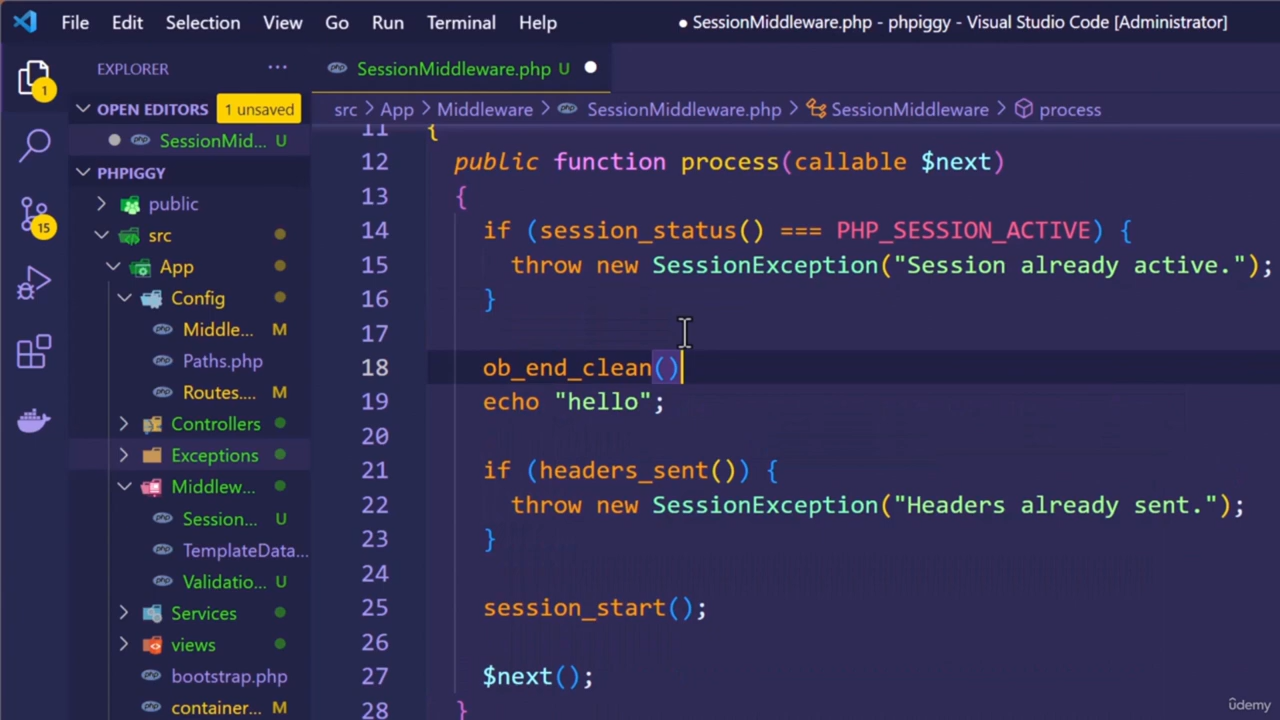 File Edit Selection View Go Run Terminal Help ● SessionMiddleware.php - phpiggy - Visual Studio Code [Administrator]
EXPLORER ···
SessionMiddleware.php U
OPEN EDITORS 1 unsaved
SessionMid... U
PHPIGGY
public
src
App
Config
Middle... M
Paths.php
Routes.... M
Controllers
Exceptions
Middlew...
Session... U
TemplateData...
Validatio... U
Services
views
bootstrap.php
container... M
1
15
src > App > Middleware > SessionMiddleware.php > SessionMiddleware > process
11 {
12 public function process(callable $next)
13 {
14 if (session_status() === PHP_SESSION_ACTIVE) {
15 throw new SessionException("Session already active.");
16 }
17
18 ob_end_clean()
19 echo "hello";
20
21 if (headers_sent()) {
22 throw new SessionException("Headers already sent.");
23 }
24
25 session_start();
26
27 $next();
28 }
ûdemy